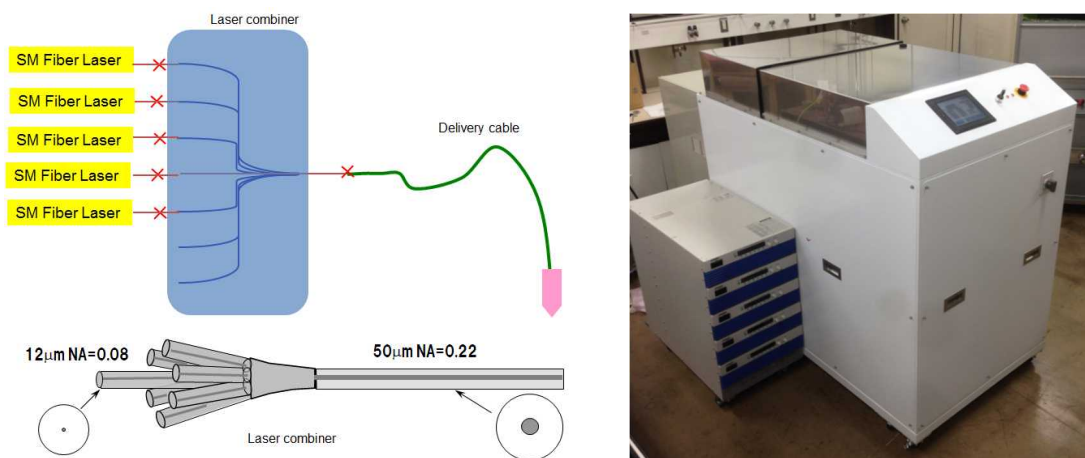 Laser combiner
SM Fiber Laser
SM Fiber Laser
SM Fiber Laser
SM Fiber Laser
SM Fiber Laser
Delivery cable
12μm NA=0.08
50μm NA=0.22
Laser combiner